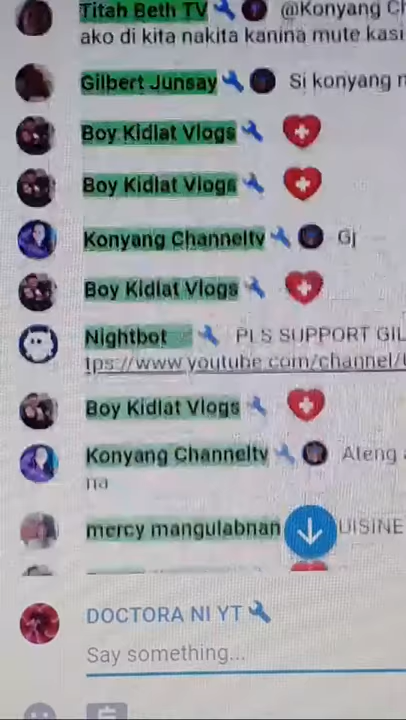 Titah Beth TV @Konyang
ako di kita nakita kanina mute kasi
Gilbert Junsay Si konyang
Boy Kidlat Vlogs
Boy Kidlat Vlogs
Konyang Channeltv Gj
Boy Kidlat Vlogs
Nightbot PLS SUPPORT
tps://www.youtube.com/channel/
Boy Kidlat Vlogs
Konyang Channeltv Ateng
na
mercy mangulabnan UISINE
DOCTORA NI YT
Say something...